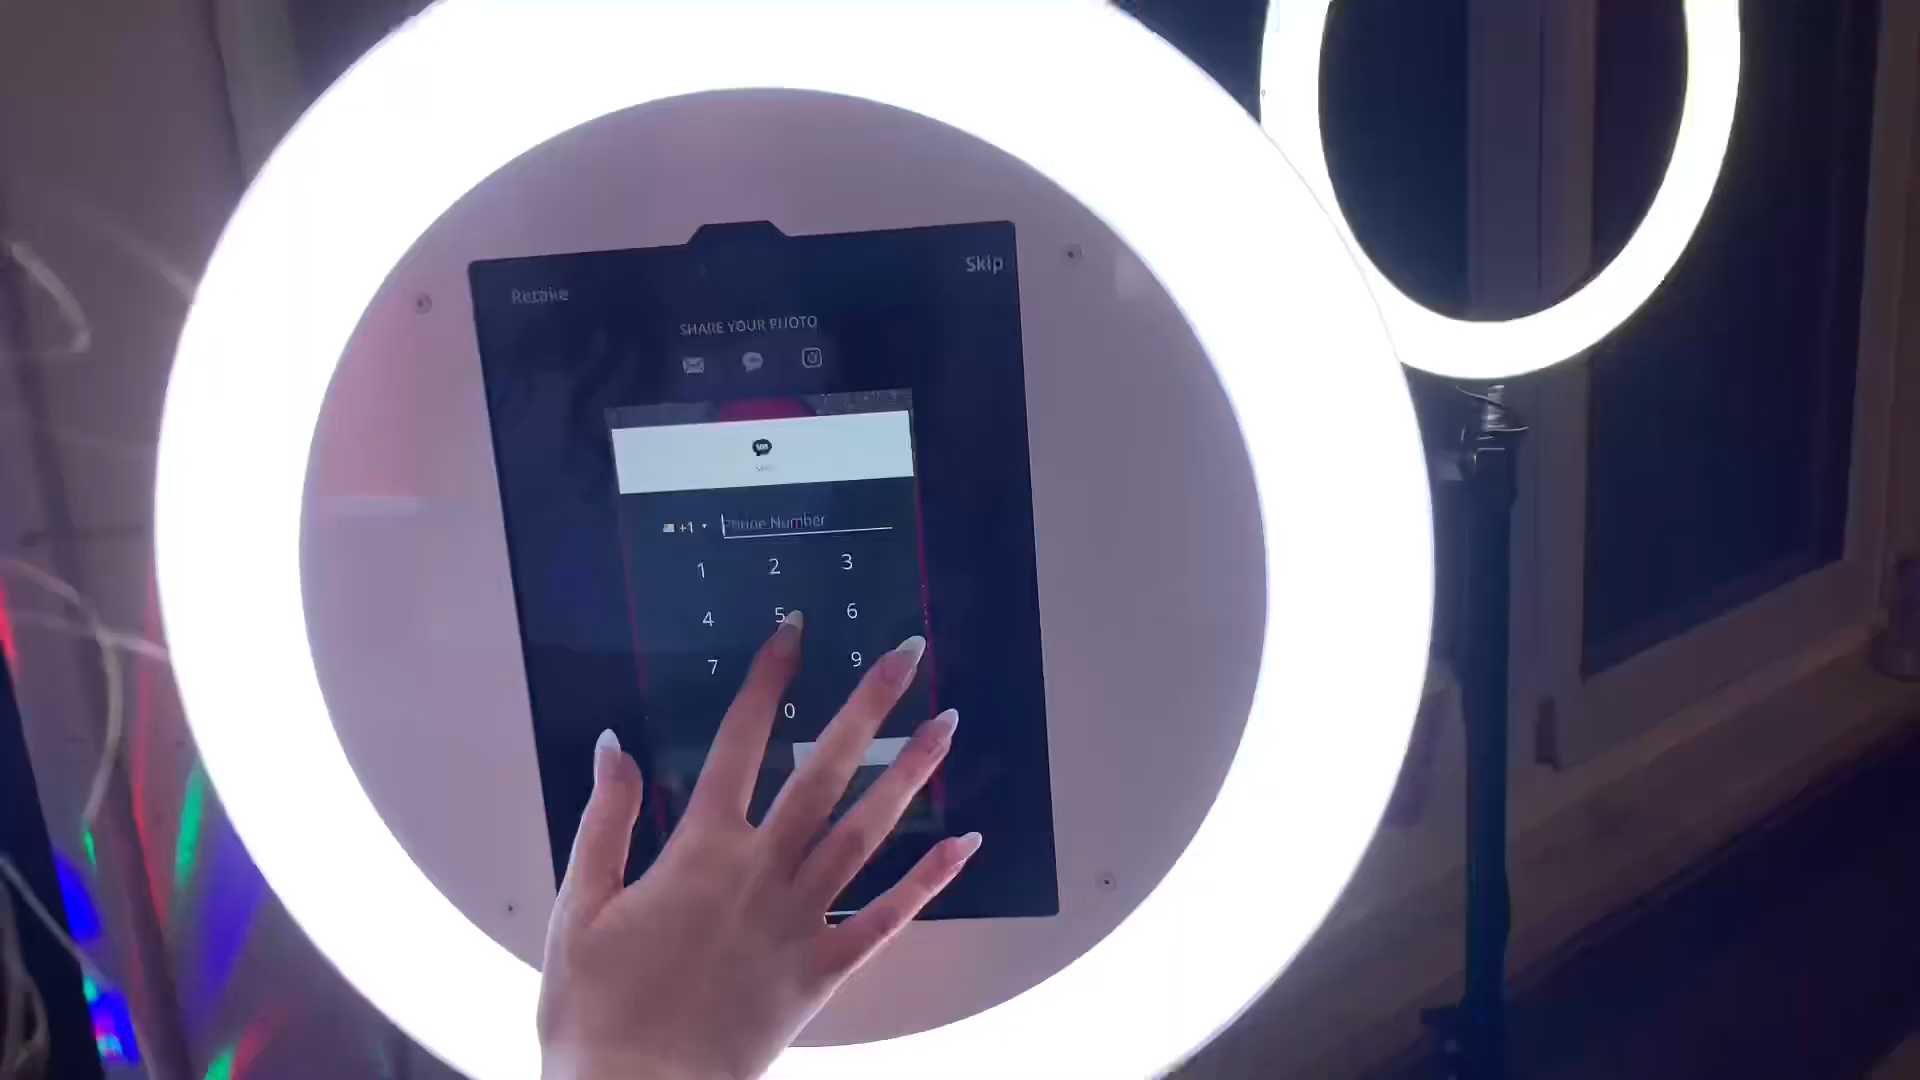 Skip
Retake
SHARE YOUR PHOTO
+1 Phone Number
1 2 3
4 5 6
7 9
0